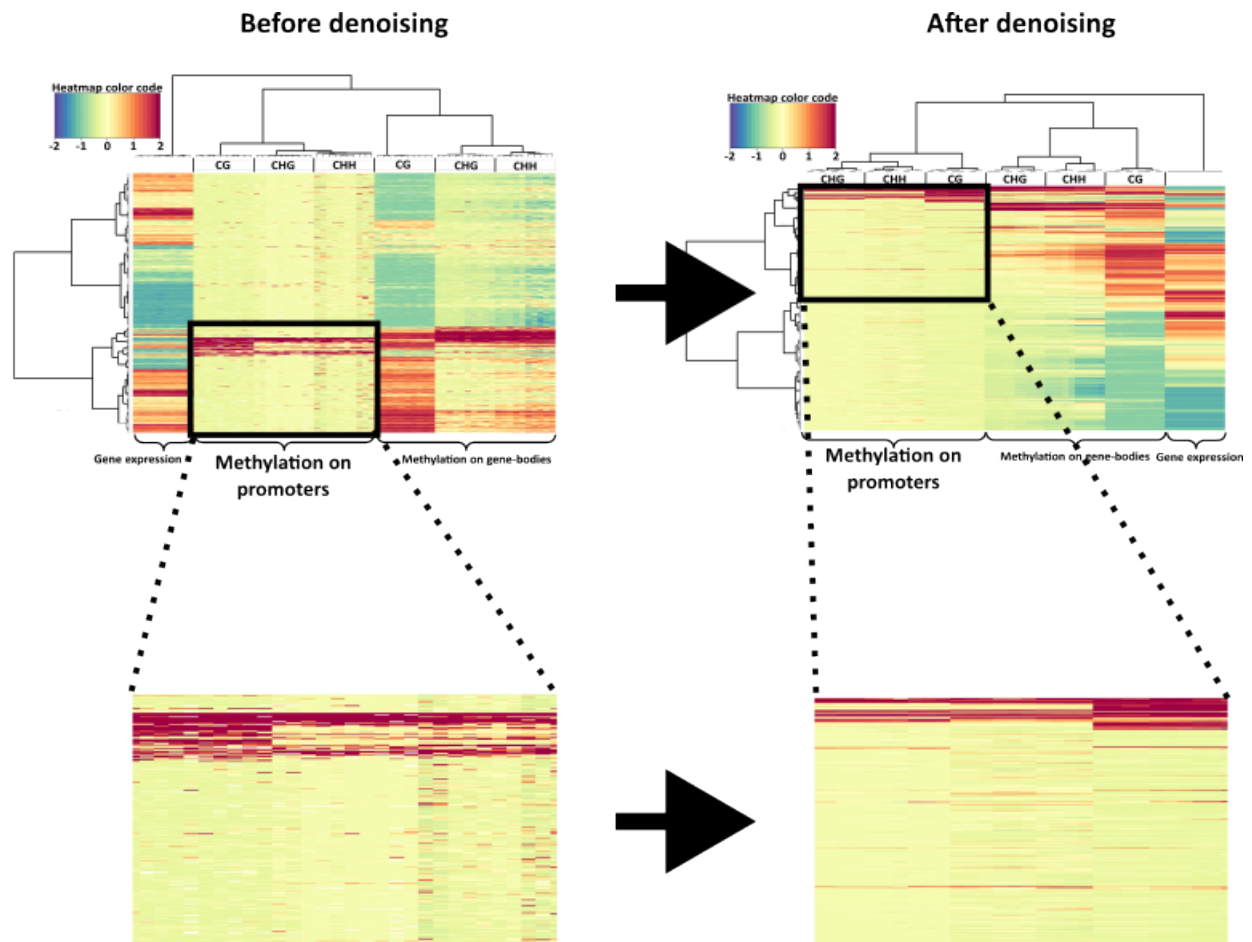 Before denoising
After denoising
Heatmap color code
-2 -1 0 1 2
CG CHG CHH CG CHG CHH
Gene expression
Methylation on
promoters
Methylation on gene-bodies
Heatmap color code
-2 -1 0 1 2
CHG CHH CG CHG CHH CG
Methylation on
promoters
Methylation on gene-bodies
Gene expression